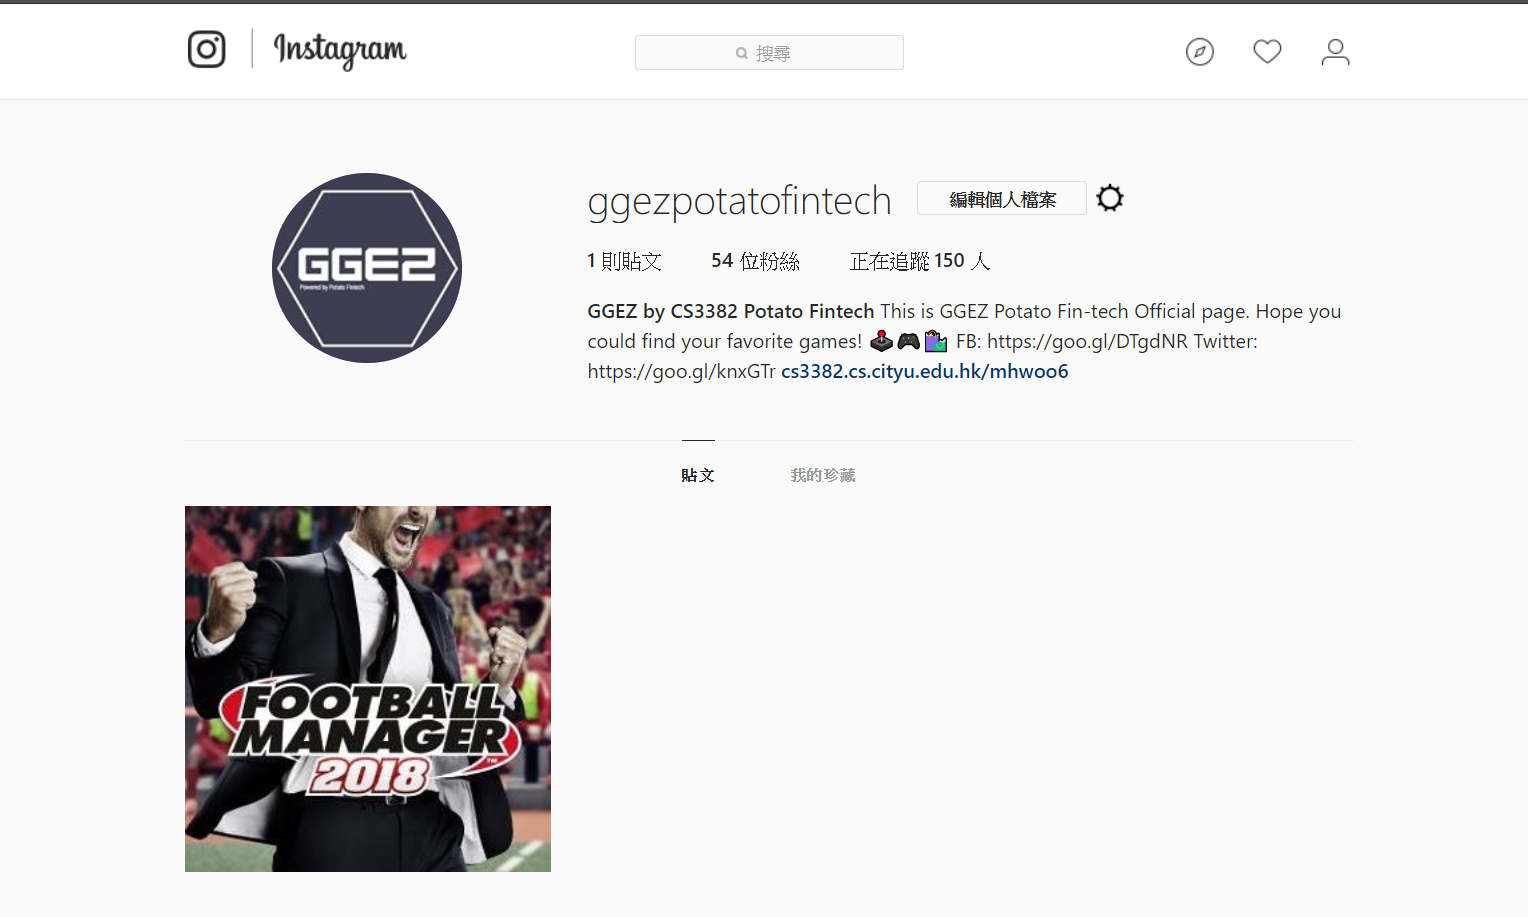 Instagram
搜尋
GGEZ
Powered by Potato Fintech
ggezpotatofintech
編輯個人檔案
1 則貼文 54 位粉絲 正在追蹤 150 人
GGEZ by CS3382 Potato Fintech This is GGEZ Potato Fin-tech Official page. Hope you
could find your favorite games! 🕹🎮🛍 FB: https://goo.gl/DTgdNR Twitter:
https://goo.gl/knxGTr cs3382.cs.cityu.edu.hk/mhwoo6
貼文 我的珍藏
FOOTBALL
MANAGER™
2018